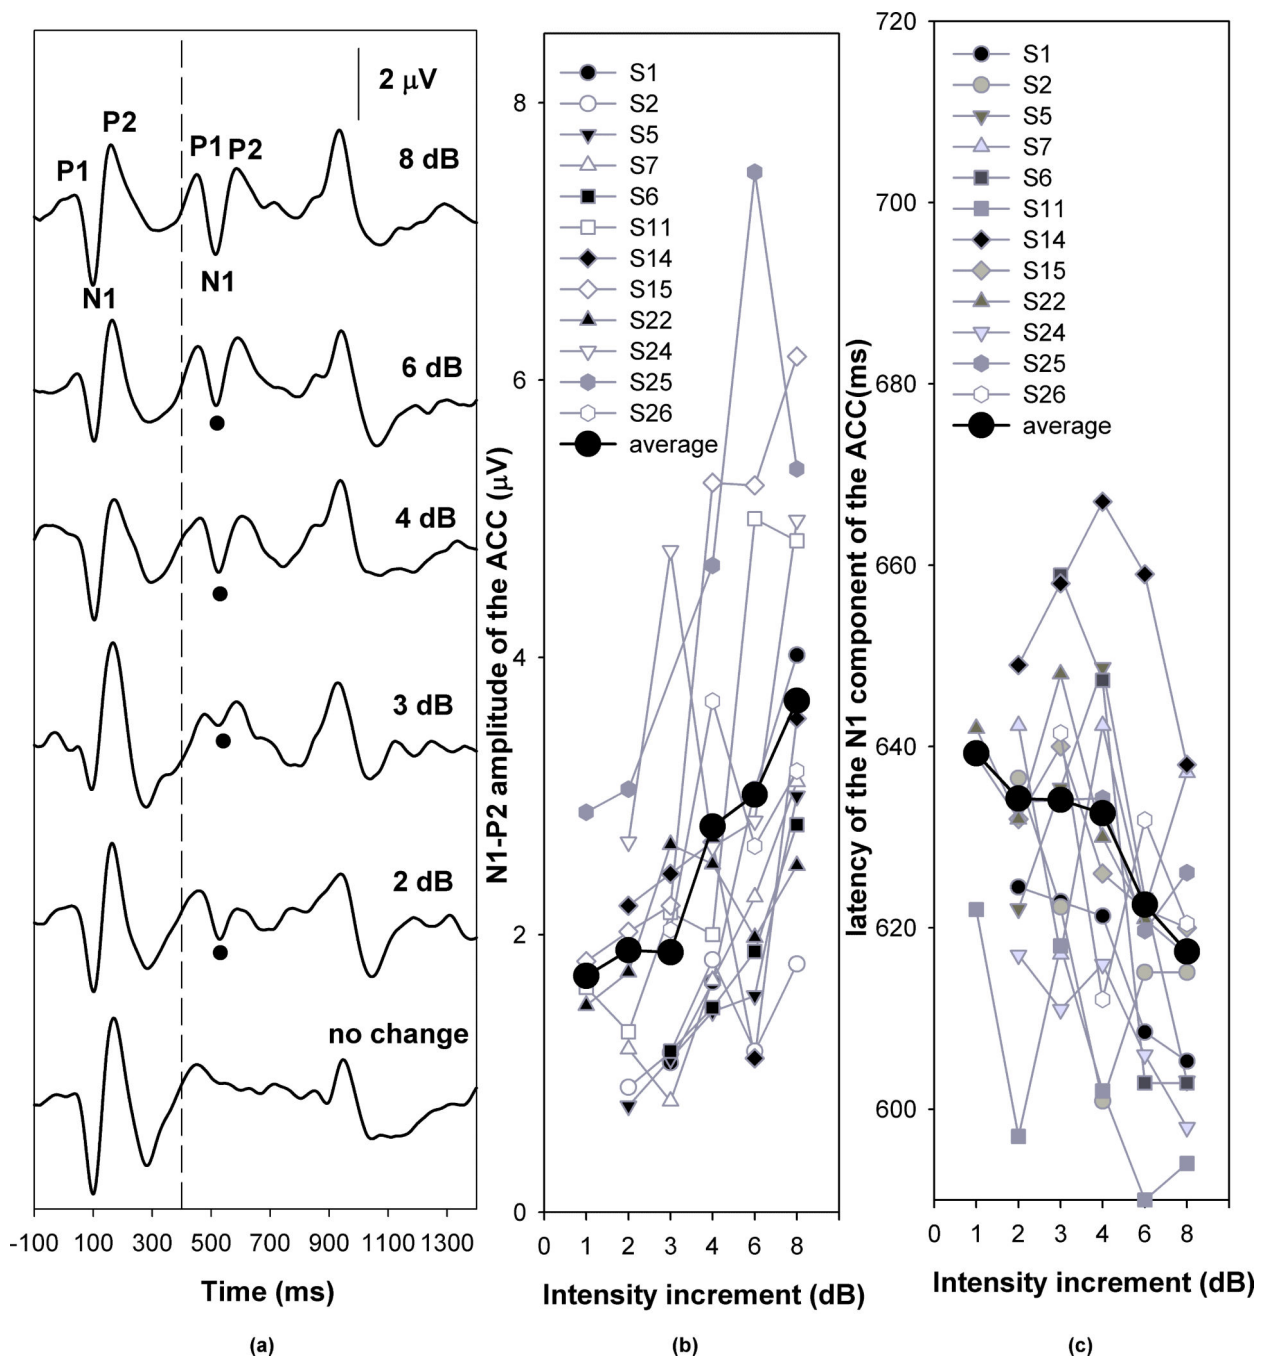 2 μV
P2
P1
P1
P2
8 dB
N1
N1
6 dB
4 dB
3 dB
2 dB
no change
-100 100 300 500 700 900 1100 1300
Time (ms)
(a)
N1-P2 amplitude of the ACC (μV)
8
6
4
2
0
S1
S2
S5
S7
S6
S11
S14
S15
S22
S24
S25
S26
average
0 1 2 3 4 6 8
Intensity increment (dB)
(b)
latency of the N1 component of the ACC(ms)
720
700
680
660
640
620
600
S1
S2
S5
S7
S6
S11
S14
S15
S22
S24
S25
S26
average
0 1 2 3 4 6 8
Intensity increment (dB)
(c)